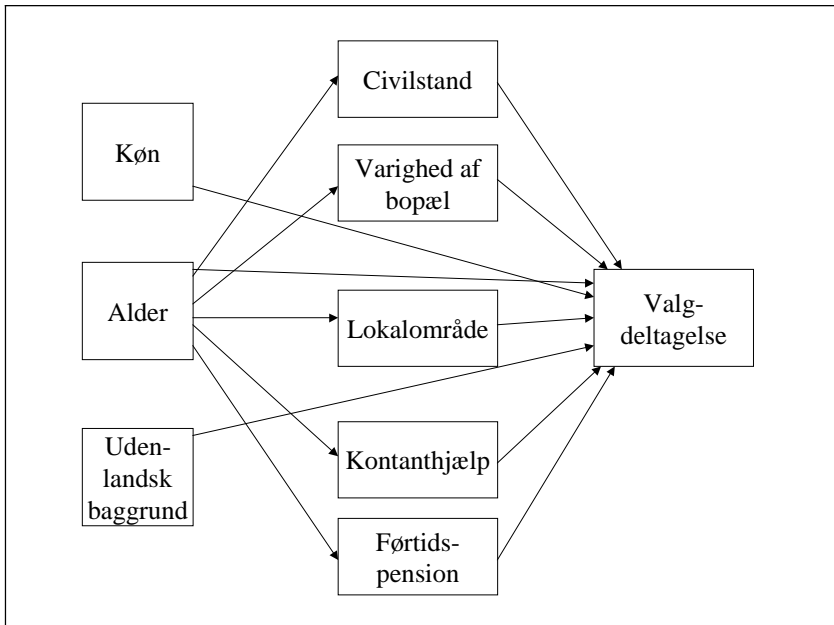 Køn
Alder
Uden-
landsk
baggrund
Civilstand
Varighed af
bopæl
Lokalområde
Kontanthjælp
Førtids-
pension
Valg-
deltagelse